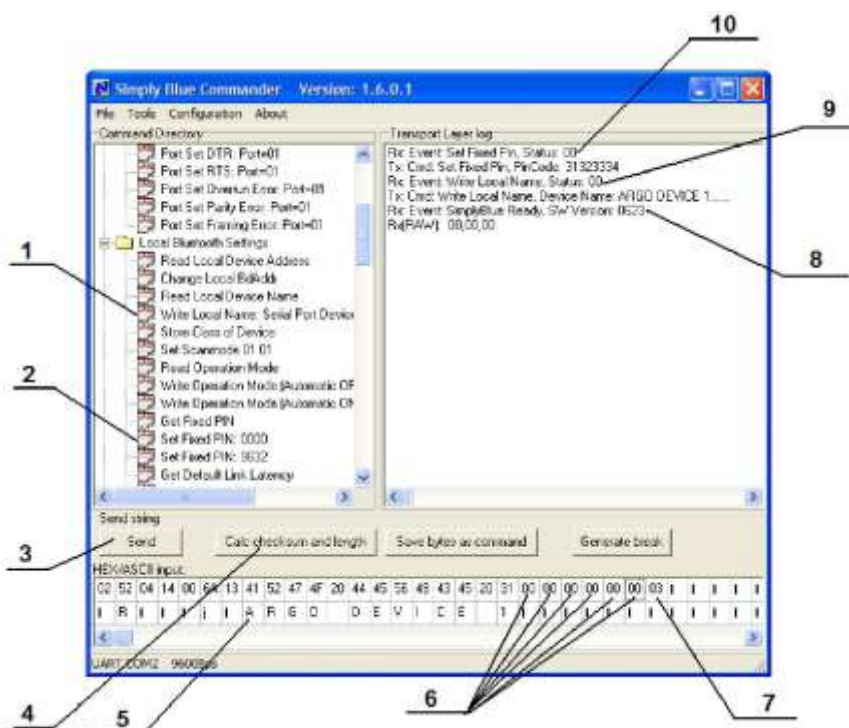 10
Simply Blue Commander Version: 1.6.0.1
9
File Tools Configuration About
Command Directory
Transport Layer log
Port Set DTR: Port=01
Port Set RTS: Port=01
Port Set Overrun Error: Port=01
Port Set Parity Error: Port=01
Port Set Framing Error: Port=01
Local Bluetooth Settings
Read Local Device Address
Change Local BdAddr
Read Local Device Name
Write Local Name: Serial Port Device
Store Class of Device
Set Scanmode 01 01
Read Operation Mode
Write Operation Mode (Automatic OF
Write Operation Mode (Automatic ON
Get Fixed PIN
Set Fixed PIN: 0000
Set Fixed PIN: 9632
Get Default Link Latency
Rx: Event: Set Fixed Pin, Status: 00
Tx: Cmd: Set Fixed Pin, PinCode: 31323334
Rx: Event: Write Local Name, Status: 00
Tx: Cmd: Write Local Name, Device Name: ARGO DEVICE 1......
Rx: Event: SimplyBlue Ready, SW Version: 0623
Rx(RAW): 00,00,00
8
1
2
3
Send string
Send
Calc checksum and length
Save bytes as command
Generate break
HEX/ASCII input:
02 52 04 14 00 6A 13 41 52 47 4F 20 44 45 56 49 43 45 20 31 00 00 00 00 00 00 00 03
R j A R G O D E V I C E 1
UART: COM2
4
5
6
7